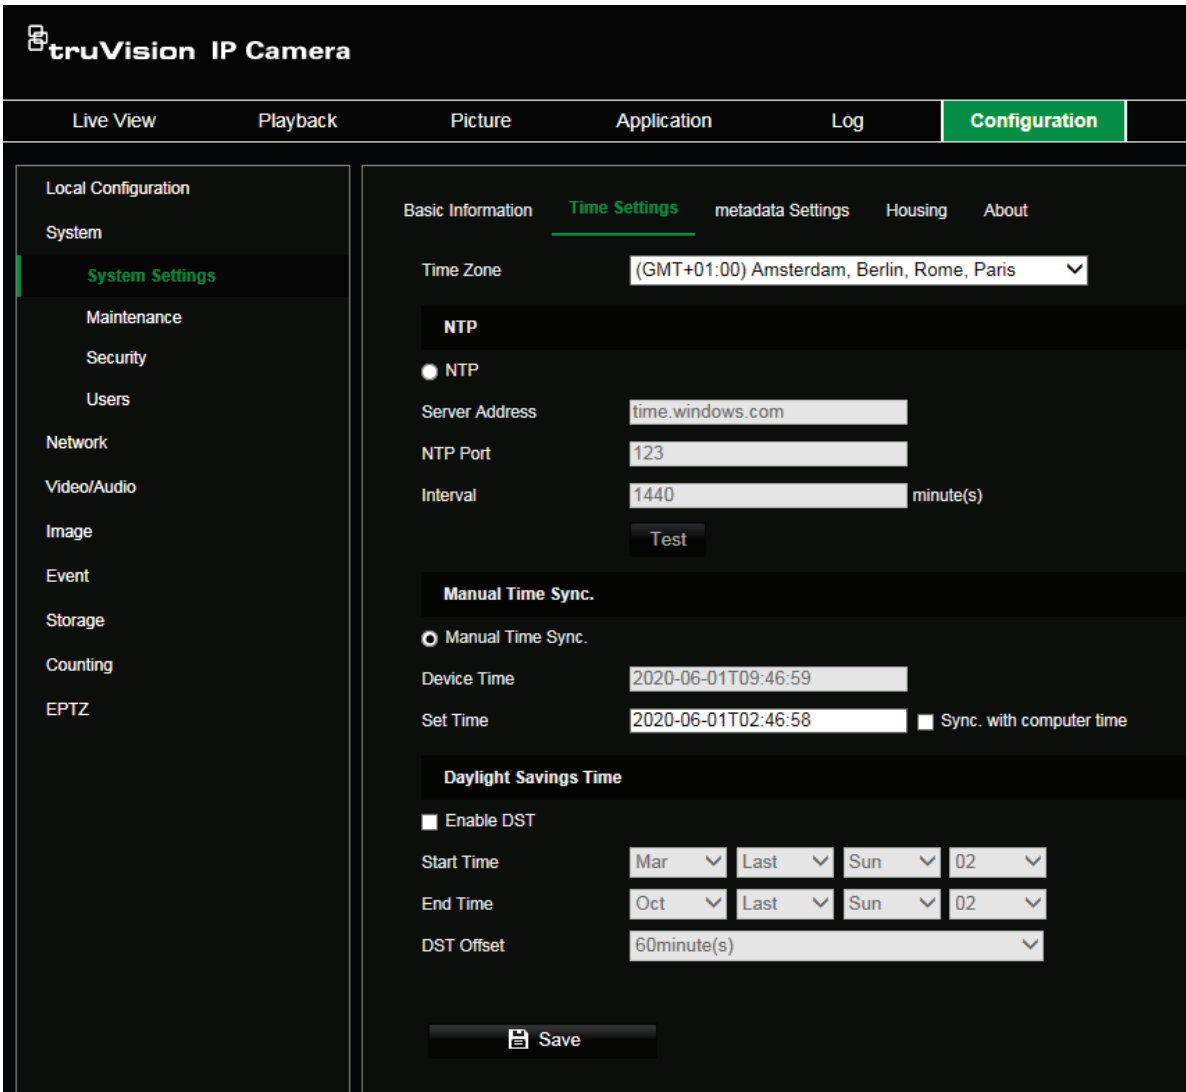 truVision IP Camera
Live View Playback Picture Application Log Configuration
Local Configuration
System
System Settings
Maintenance
Security
Users
Network
Video/Audio
Image
Event
Storage
Counting
EPTZ
Basic Information Time Settings metadata Settings Housing About
Time Zone (GMT+01:00) Amsterdam, Berlin, Rome, Paris
NTP
NTP
Server Address time.windows.com
NTP Port 123
Interval 1440 minute(s)
Test
Manual Time Sync.
Manual Time Sync.
Device Time 2020-06-01T09:46:59
Set Time 2020-06-01T02:46:58 Sync. with computer time
Daylight Savings Time
Enable DST
Start Time Mar Last Sun 02
End Time Oct Last Sun 02
DST Offset 60minute(s)
Save